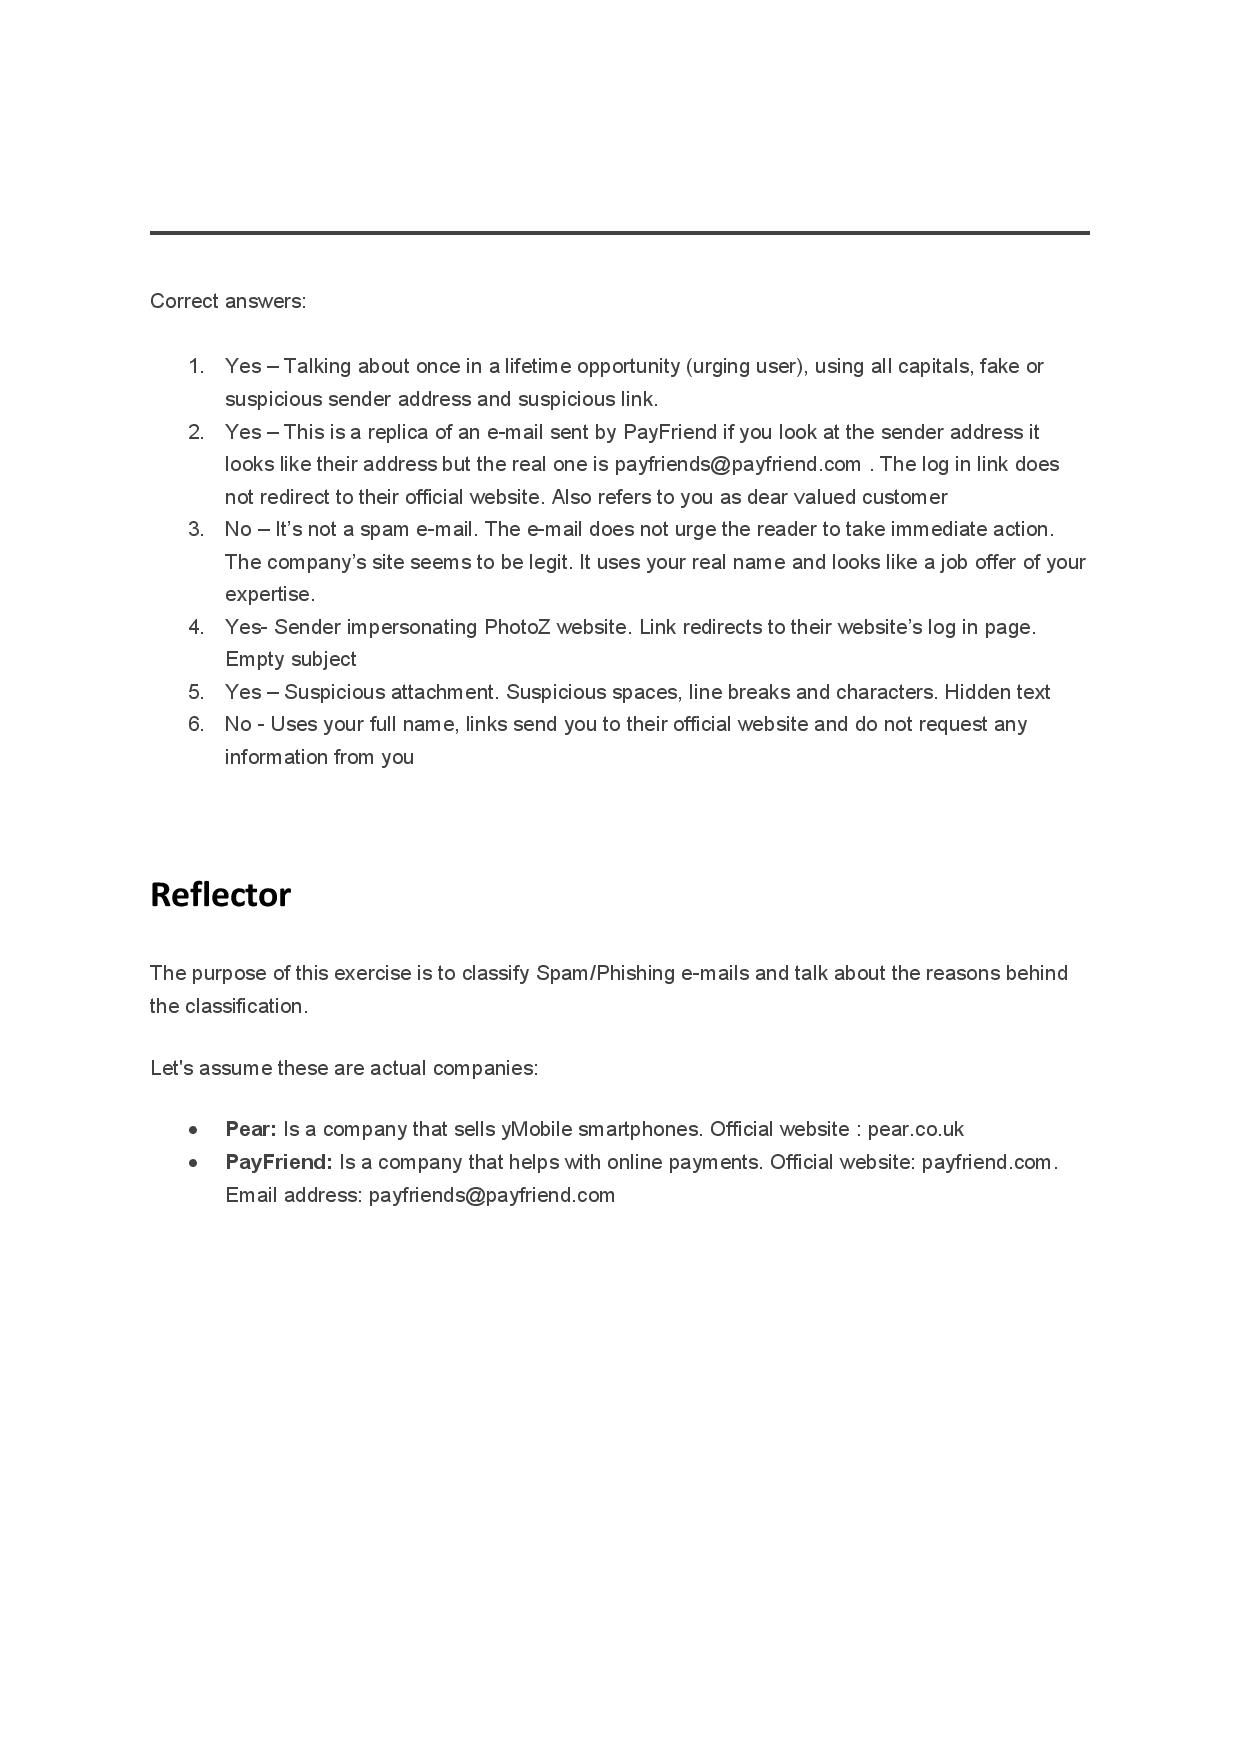 Correct answers:
1. Yes – Talking about once in a lifetime opportunity (urging user), using all capitals, fake or
suspicious sender address and suspicious link.
2. Yes – This is a replica of an e-mail sent by PayFriend if you look at the sender address it
looks like their address but the real one is payfriends@payfriend.com . The log in link does
not redirect to their official website. Also refers to you as dear valued customer
3. No – It’s not a spam e-mail. The e-mail does not urge the reader to take immediate action.
The company’s site seems to be legit. It uses your real name and looks like a job offer of your
expertise.
4. Yes- Sender impersonating PhotoZ website. Link redirects to their website’s log in page.
Empty subject
5. Yes – Suspicious attachment. Suspicious spaces, line breaks and characters. Hidden text
6. No - Uses your full name, links send you to their official website and do not request any
information from you
Reflector
The purpose of this exercise is to classify Spam/Phishing e-mails and talk about the reasons behind
the classification.
Let's assume these are actual companies:
● Pear: Is a company that sells yMobile smartphones. Official website : pear.co.uk
● PayFriend: Is a company that helps with online payments. Official website: payfriend.com.
Email address: payfriends@payfriend.com